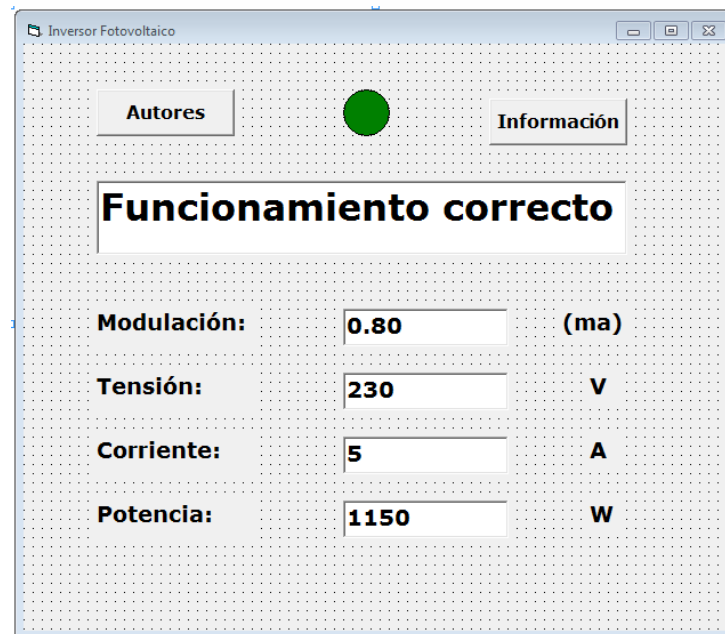 Inversor Fotovoltaico
Autores
Información
Funcionamiento correcto
Modulación: 0.80 (ma)
Tensión: 230 V
Corriente: 5 A
Potencia: 1150 W